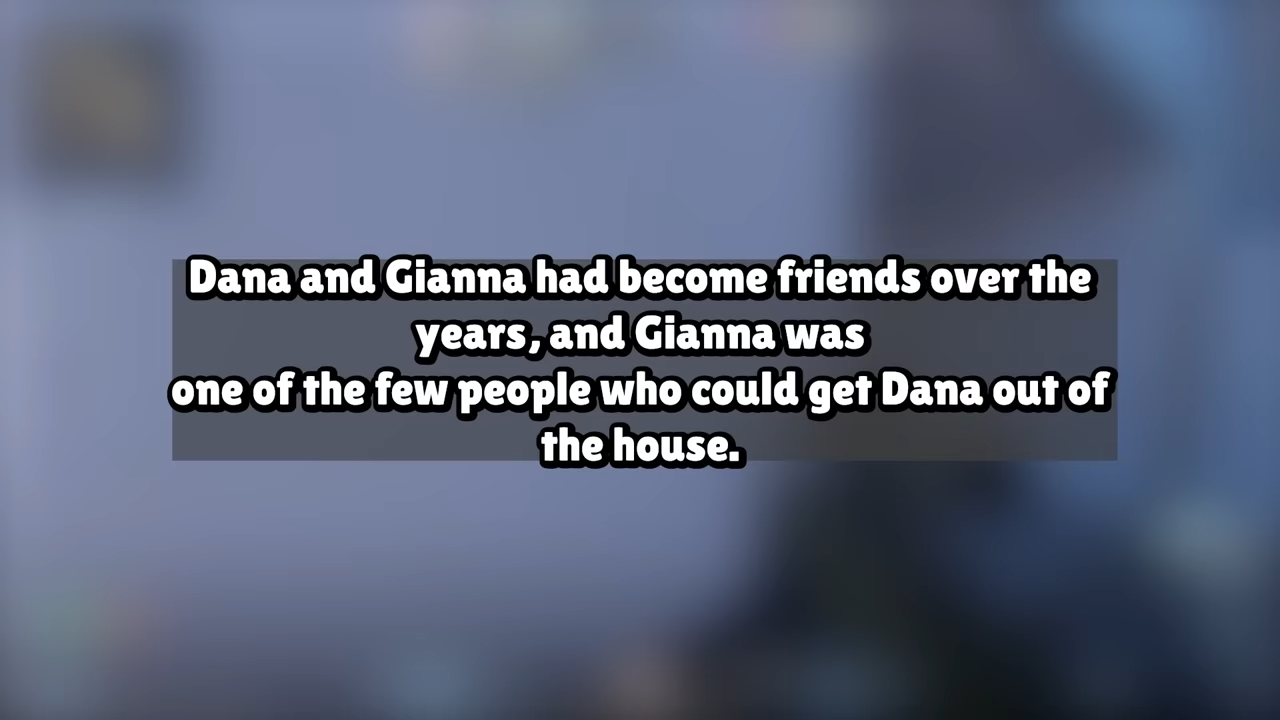 Dana and Gianna had become friends over the
years, and Gianna was
one of the few people who could get Dana out of
the house.